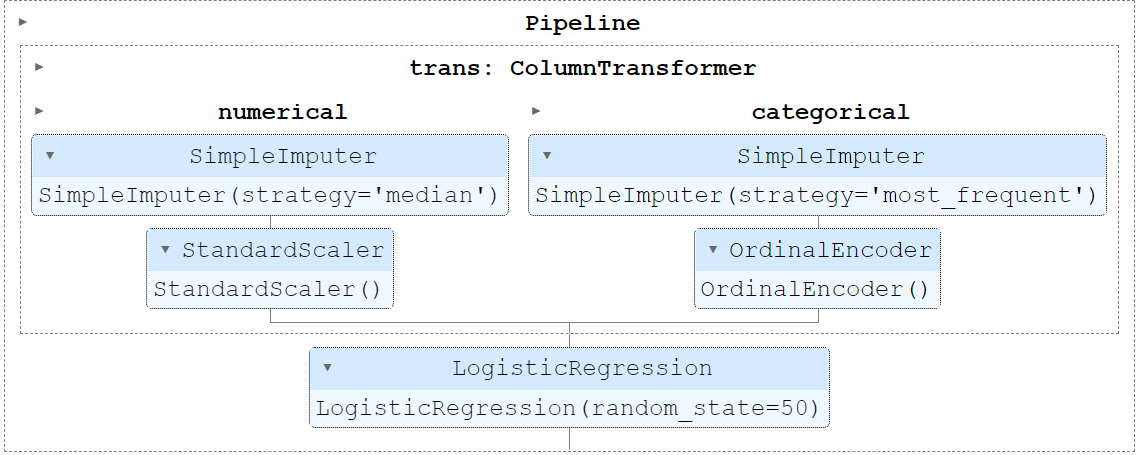 Pipeline
trans: ColumnTransformer
numerical
categorical
SimpleImputer
SimpleImputer(strategy='median')
SimpleImputer
SimpleImputer(strategy='most_frequent')
StandardScaler
StandardScaler()
OrdinalEncoder
OrdinalEncoder()
LogisticRegression
LogisticRegression(random_state=50)